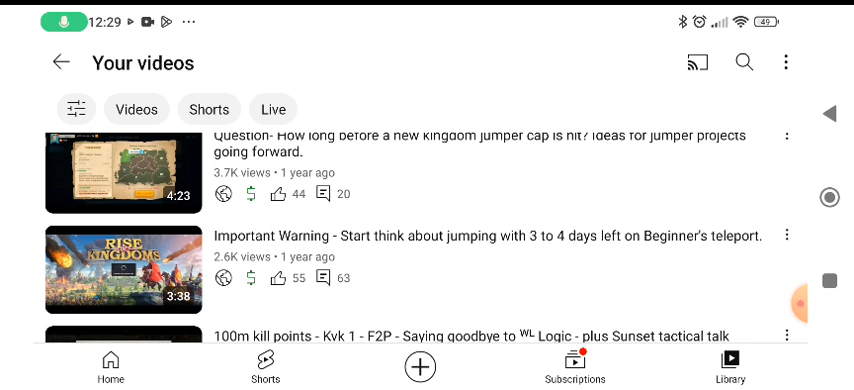 12:29
49
Your videos
Videos Shorts Live
Question- How long before a new kingdom jumper cap is hit? Ideas for jumper projects
going forward.
3.7K views • 1 year ago
4:23
44 20
RISE
KINGDOMS
Important Warning - Start think about jumping with 3 to 4 days left on Beginner's teleport.
2.6K views • 1 year ago
3:38
55 63
100m kill points - Kvk 1 - F2P - Saying goodbye to ᵂᴸ Logic - plus Sunset tactical talk
Home Shorts Subscriptions Library